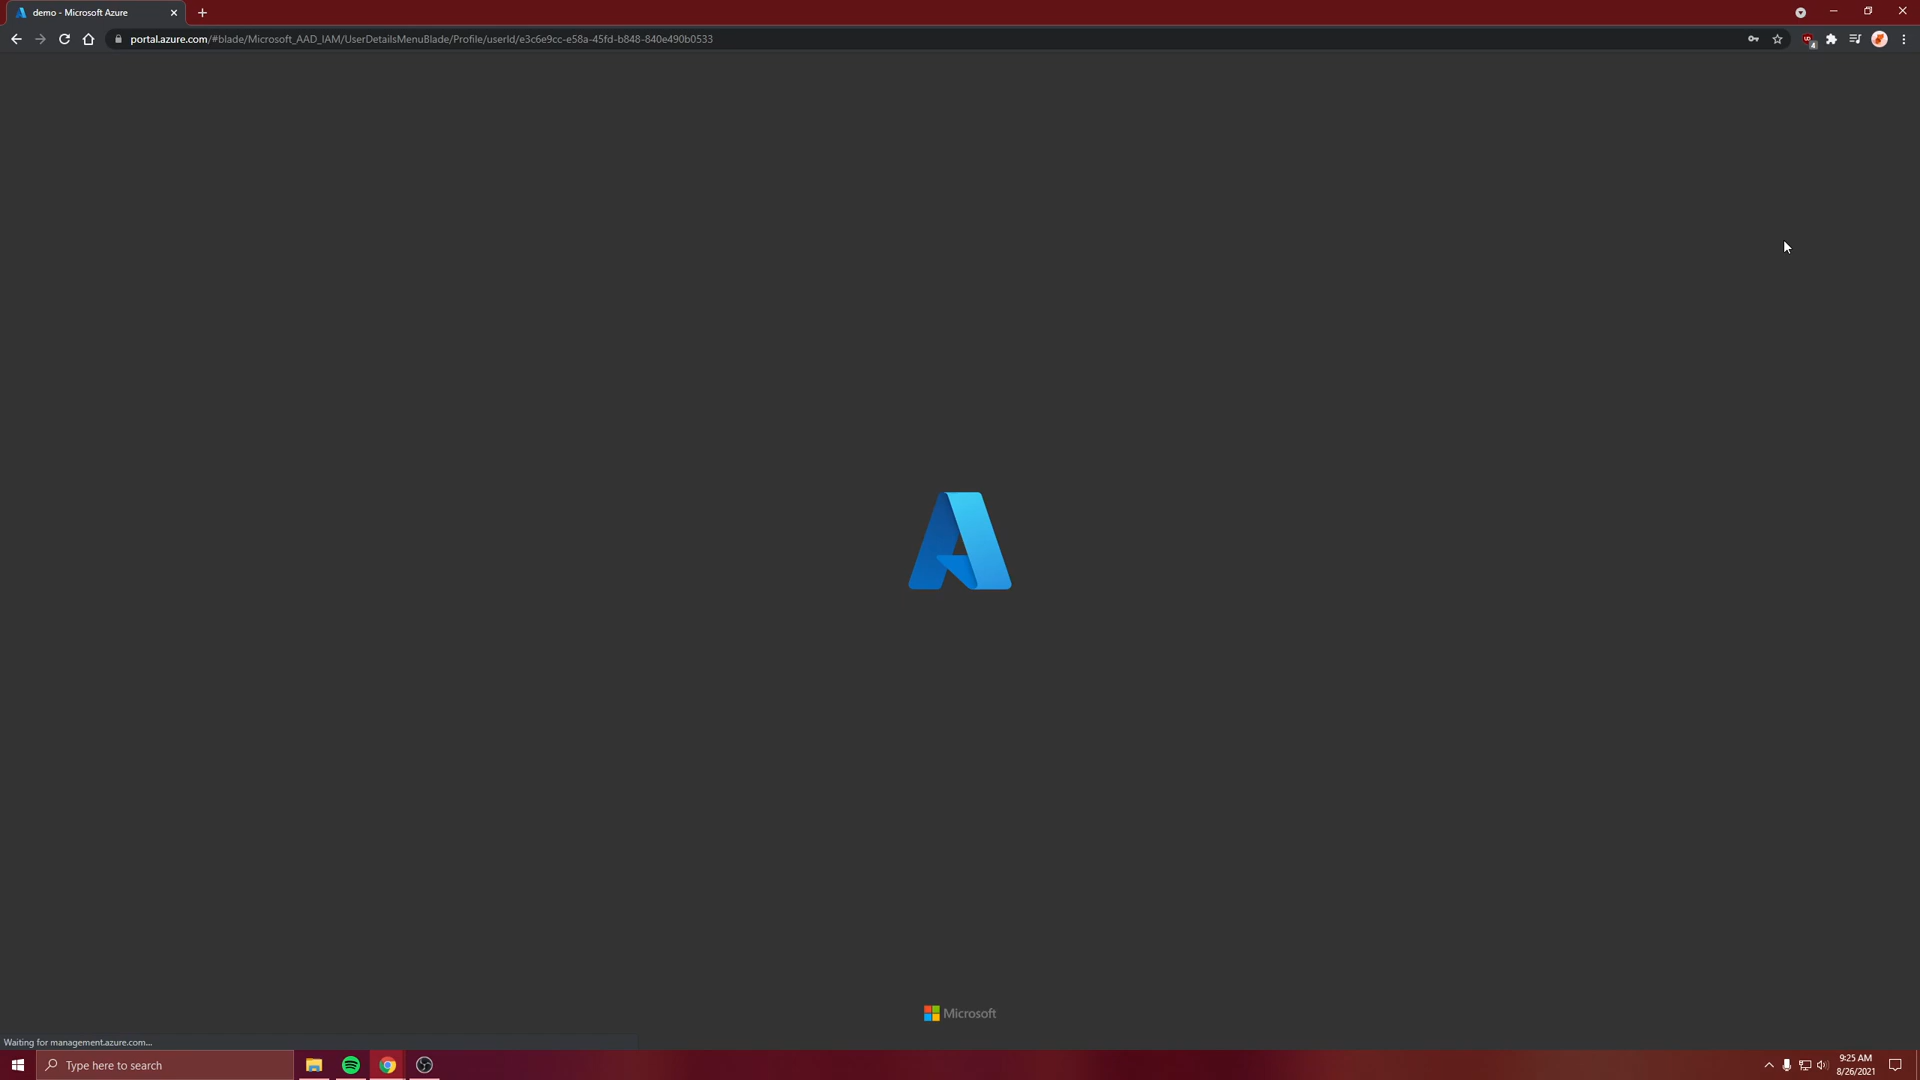 demo - Microsoft Azure
portal.azure.com/#blade/Microsoft_AAD_IAM/UserDetailsMenuBlade/Profile/userId/e3c6e9cc-e58a-45fd-b848-840e490b0533
4
Microsoft
Waiting for management.azure.com...
Type here to search
9:25 AM
8/26/2021